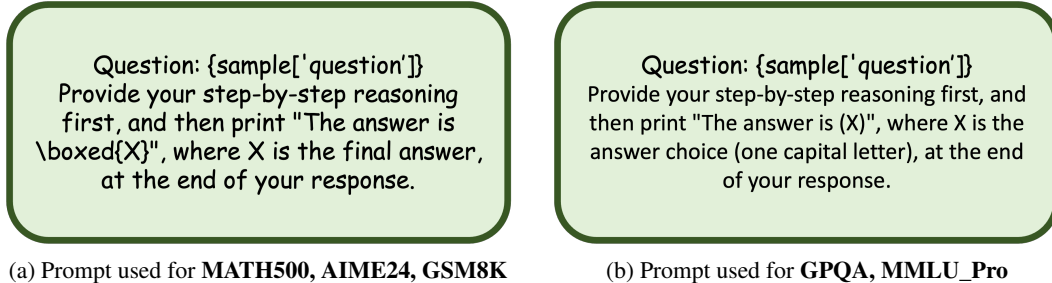 Question: {sample['question']}
Provide your step-by-step reasoning
first, and then print "The answer is
\boxed{X}", where X is the final answer,
at the end of your response.
(a) Prompt used for MATH500, AIME24, GSM8K
Question: {sample['question']}
Provide your step-by-step reasoning first, and
then print "The answer is (X)", where X is the
answer choice (one capital letter), at the end
of your response.
(b) Prompt used for GPQA, MMLU_Pro